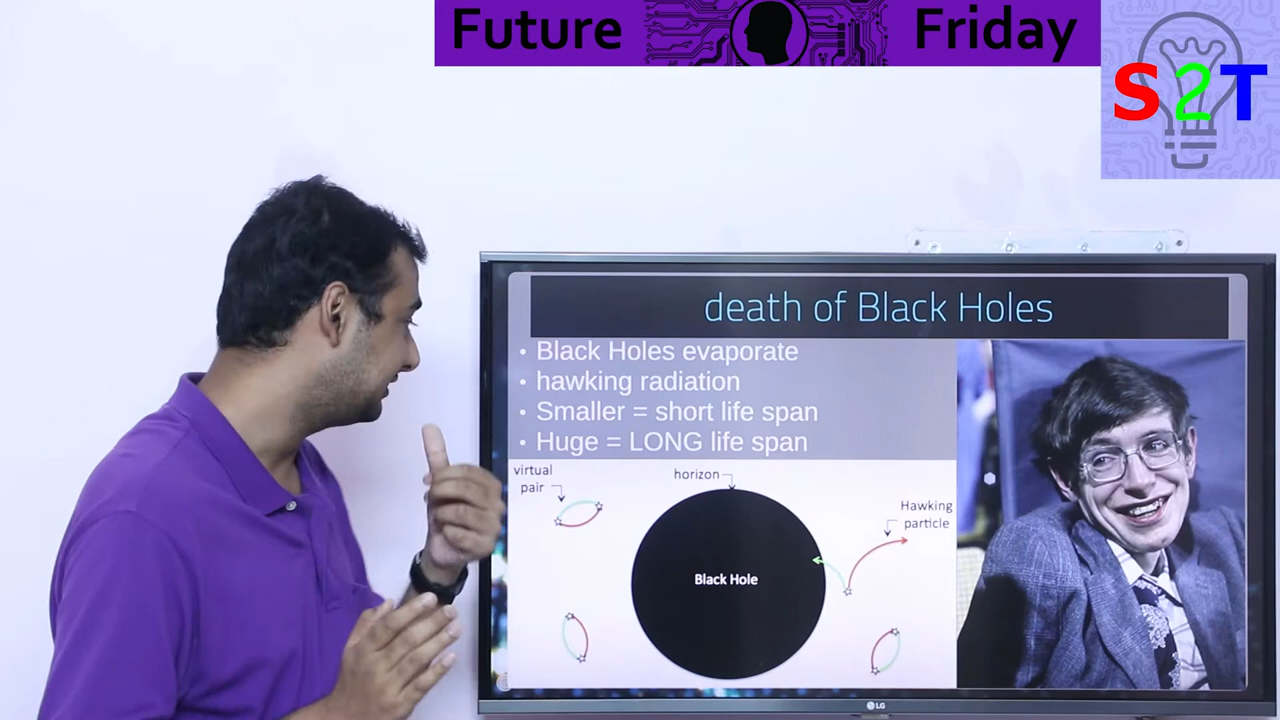 Future Friday
S2T
death of Black Holes
• Black Holes evaporate
• hawking radiation
• Smaller = short life span
• Huge = LONG life span
virtual
pair
horizon
Hawking
particle
Black Hole
LG